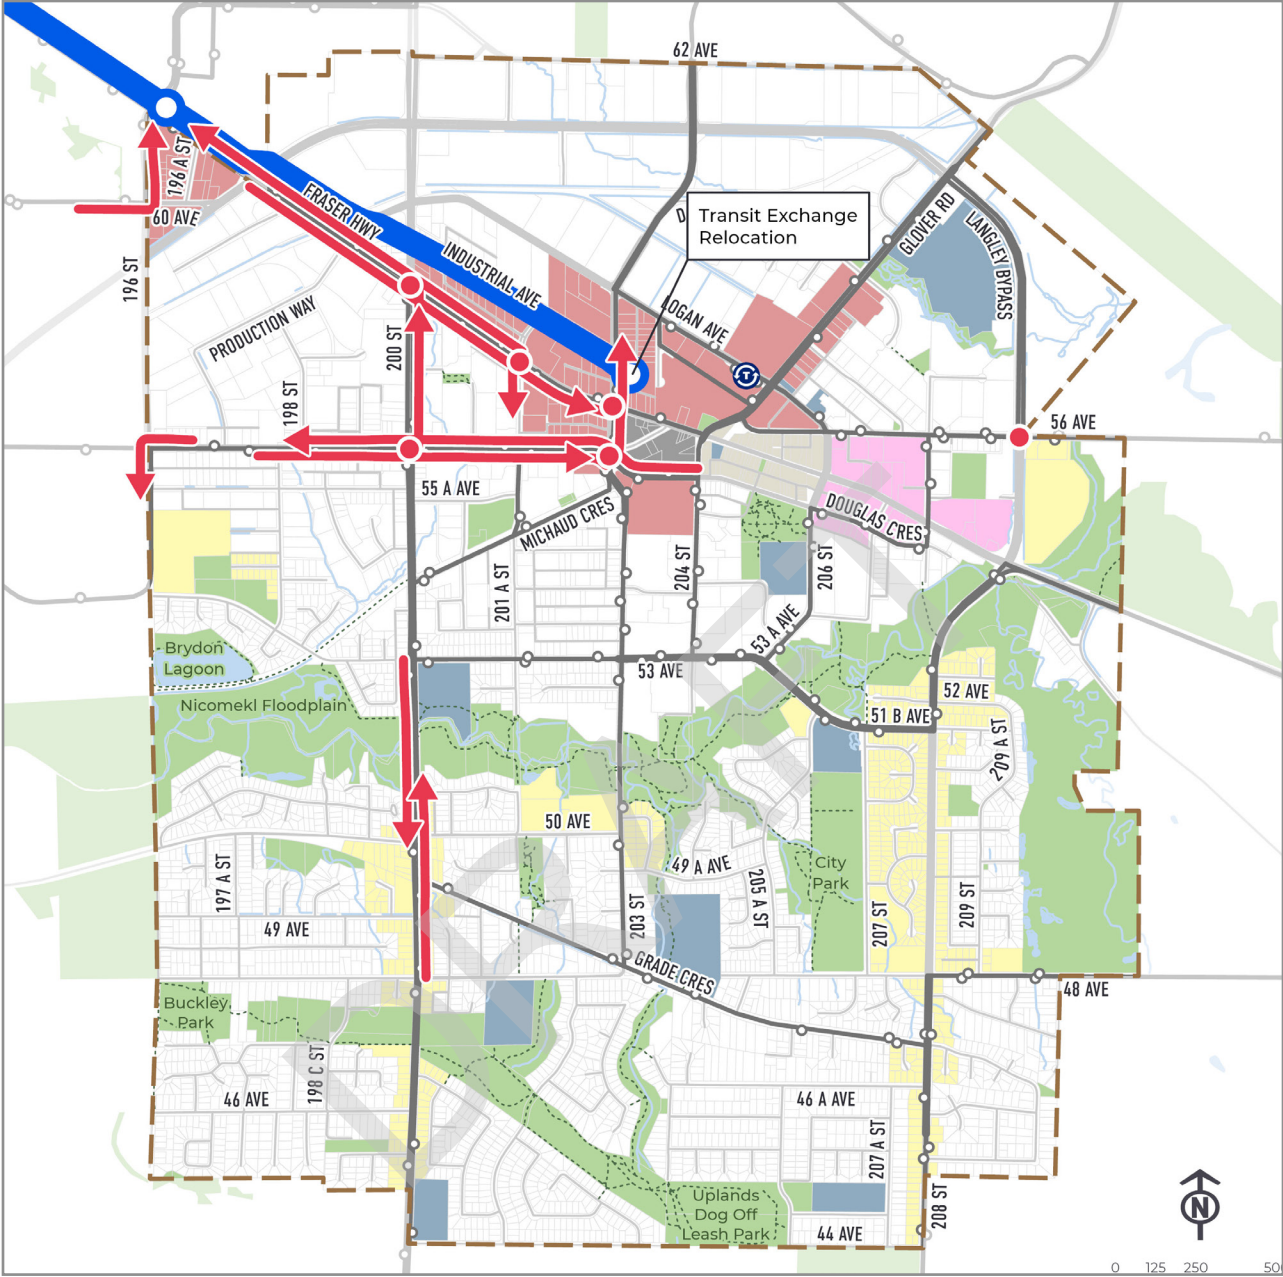 62 AVE
196 A ST
60 AVE
FRASER HWY
D
Transit Exchange
Relocation
GLOVER RD
LANGLEY BYPASS
196 ST
INDUSTRIAL AVE
PRODUCTION WAY
LOGAN AVE
200 ST
198 ST
T
56 AVE
55 A AVE
MICHAUD CRES
DOUGLAS CRES
201 A ST
204 ST
206 ST
53 A AVE
Brydon
Lagoon
53 AVE
Nicomekl Floodplain
52 AVE
51 B AVE
209 A ST
50 AVE
197 A ST
49 A AVE
205 A ST
City
Park
49 AVE
203 ST
207 ST
209 ST
GRADE CRES
48 AVE
Buckley
Park
198 C ST
46 AVE
46 A AVE
207 A ST
Uplands
Dog Off
Leash Park
44 AVE
208 ST
N
0 125 250 500
DRAFT